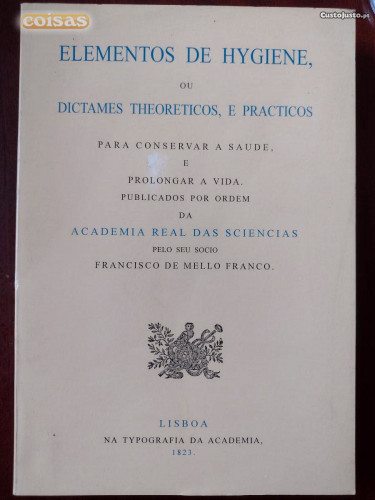 coisas
CustoJusto.pt
ELEMENTOS DE HYGIENE,
OU
DICTAMES THEORETICOS, E PRACTICOS
PARA CONSERVAR A SAUDE,
E
PROLONGAR A VIDA.
PUBLICADOS POR ORDEM
DA
ACADEMIA REAL DAS SCIENCIAS
PELO SEU SOCIO
FRANCISCO DE MELLO FRANCO.
LISBOA
NA TYPOGRAFIA DA ACADEMIA,
1823.